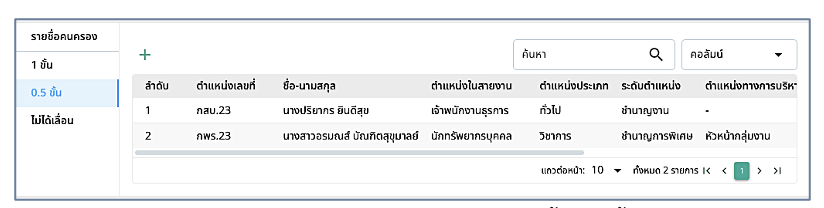 รายชื่อคนครอง
1 ขั้น
0.5 ขั้น
ไม่ได้เลื่อน
+
ค้นหา
คอลัมน์
ลำดับ ตำแหน่งเลขที่ ชื่อ-นามสกุล ตำแหน่งในสายงาน ตำแหน่งประเภท ระดับตำแหน่ง ตำแหน่งทางการบริหา
1 กสบ.23 นางปริยากร ยินดีสุข เจ้าพนักงานธุรการ ทั่วไป ชำนาญงาน -
2 กพร.23 นางสาวอรมณส์ บัณฑิตสุขุมาลย์ นักทรัพยากรบุคคล วิชาการ ชำนาญการพิเศษ หัวหน้ากลุ่มงาน
แถวต่อหน้า: 10 ทั้งหมด 2 รายการ 1